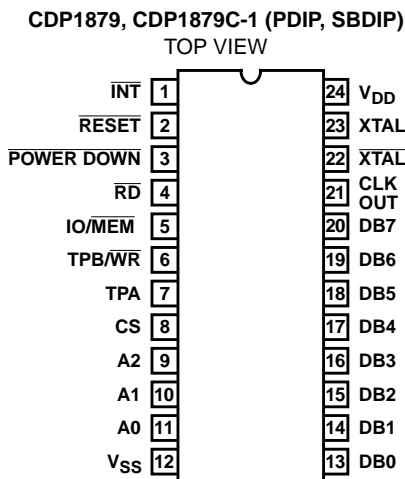 CDP1879, CDP1879C-1 (PDIP, SBDIP)
TOP VIEW
INT 1 24 VDD
RESET 2 23 XTAL
POWER DOWN 3 22 XTAL
RD 4 21 CLK OUT
IO/MEM 5 20 DB7
TPB/WR 6 19 DB6
TPA 7 18 DB5
CS 8 17 DB4
A2 9 16 DB3
A1 10 15 DB2
A0 11 14 DB1
VSS 12 13 DB0